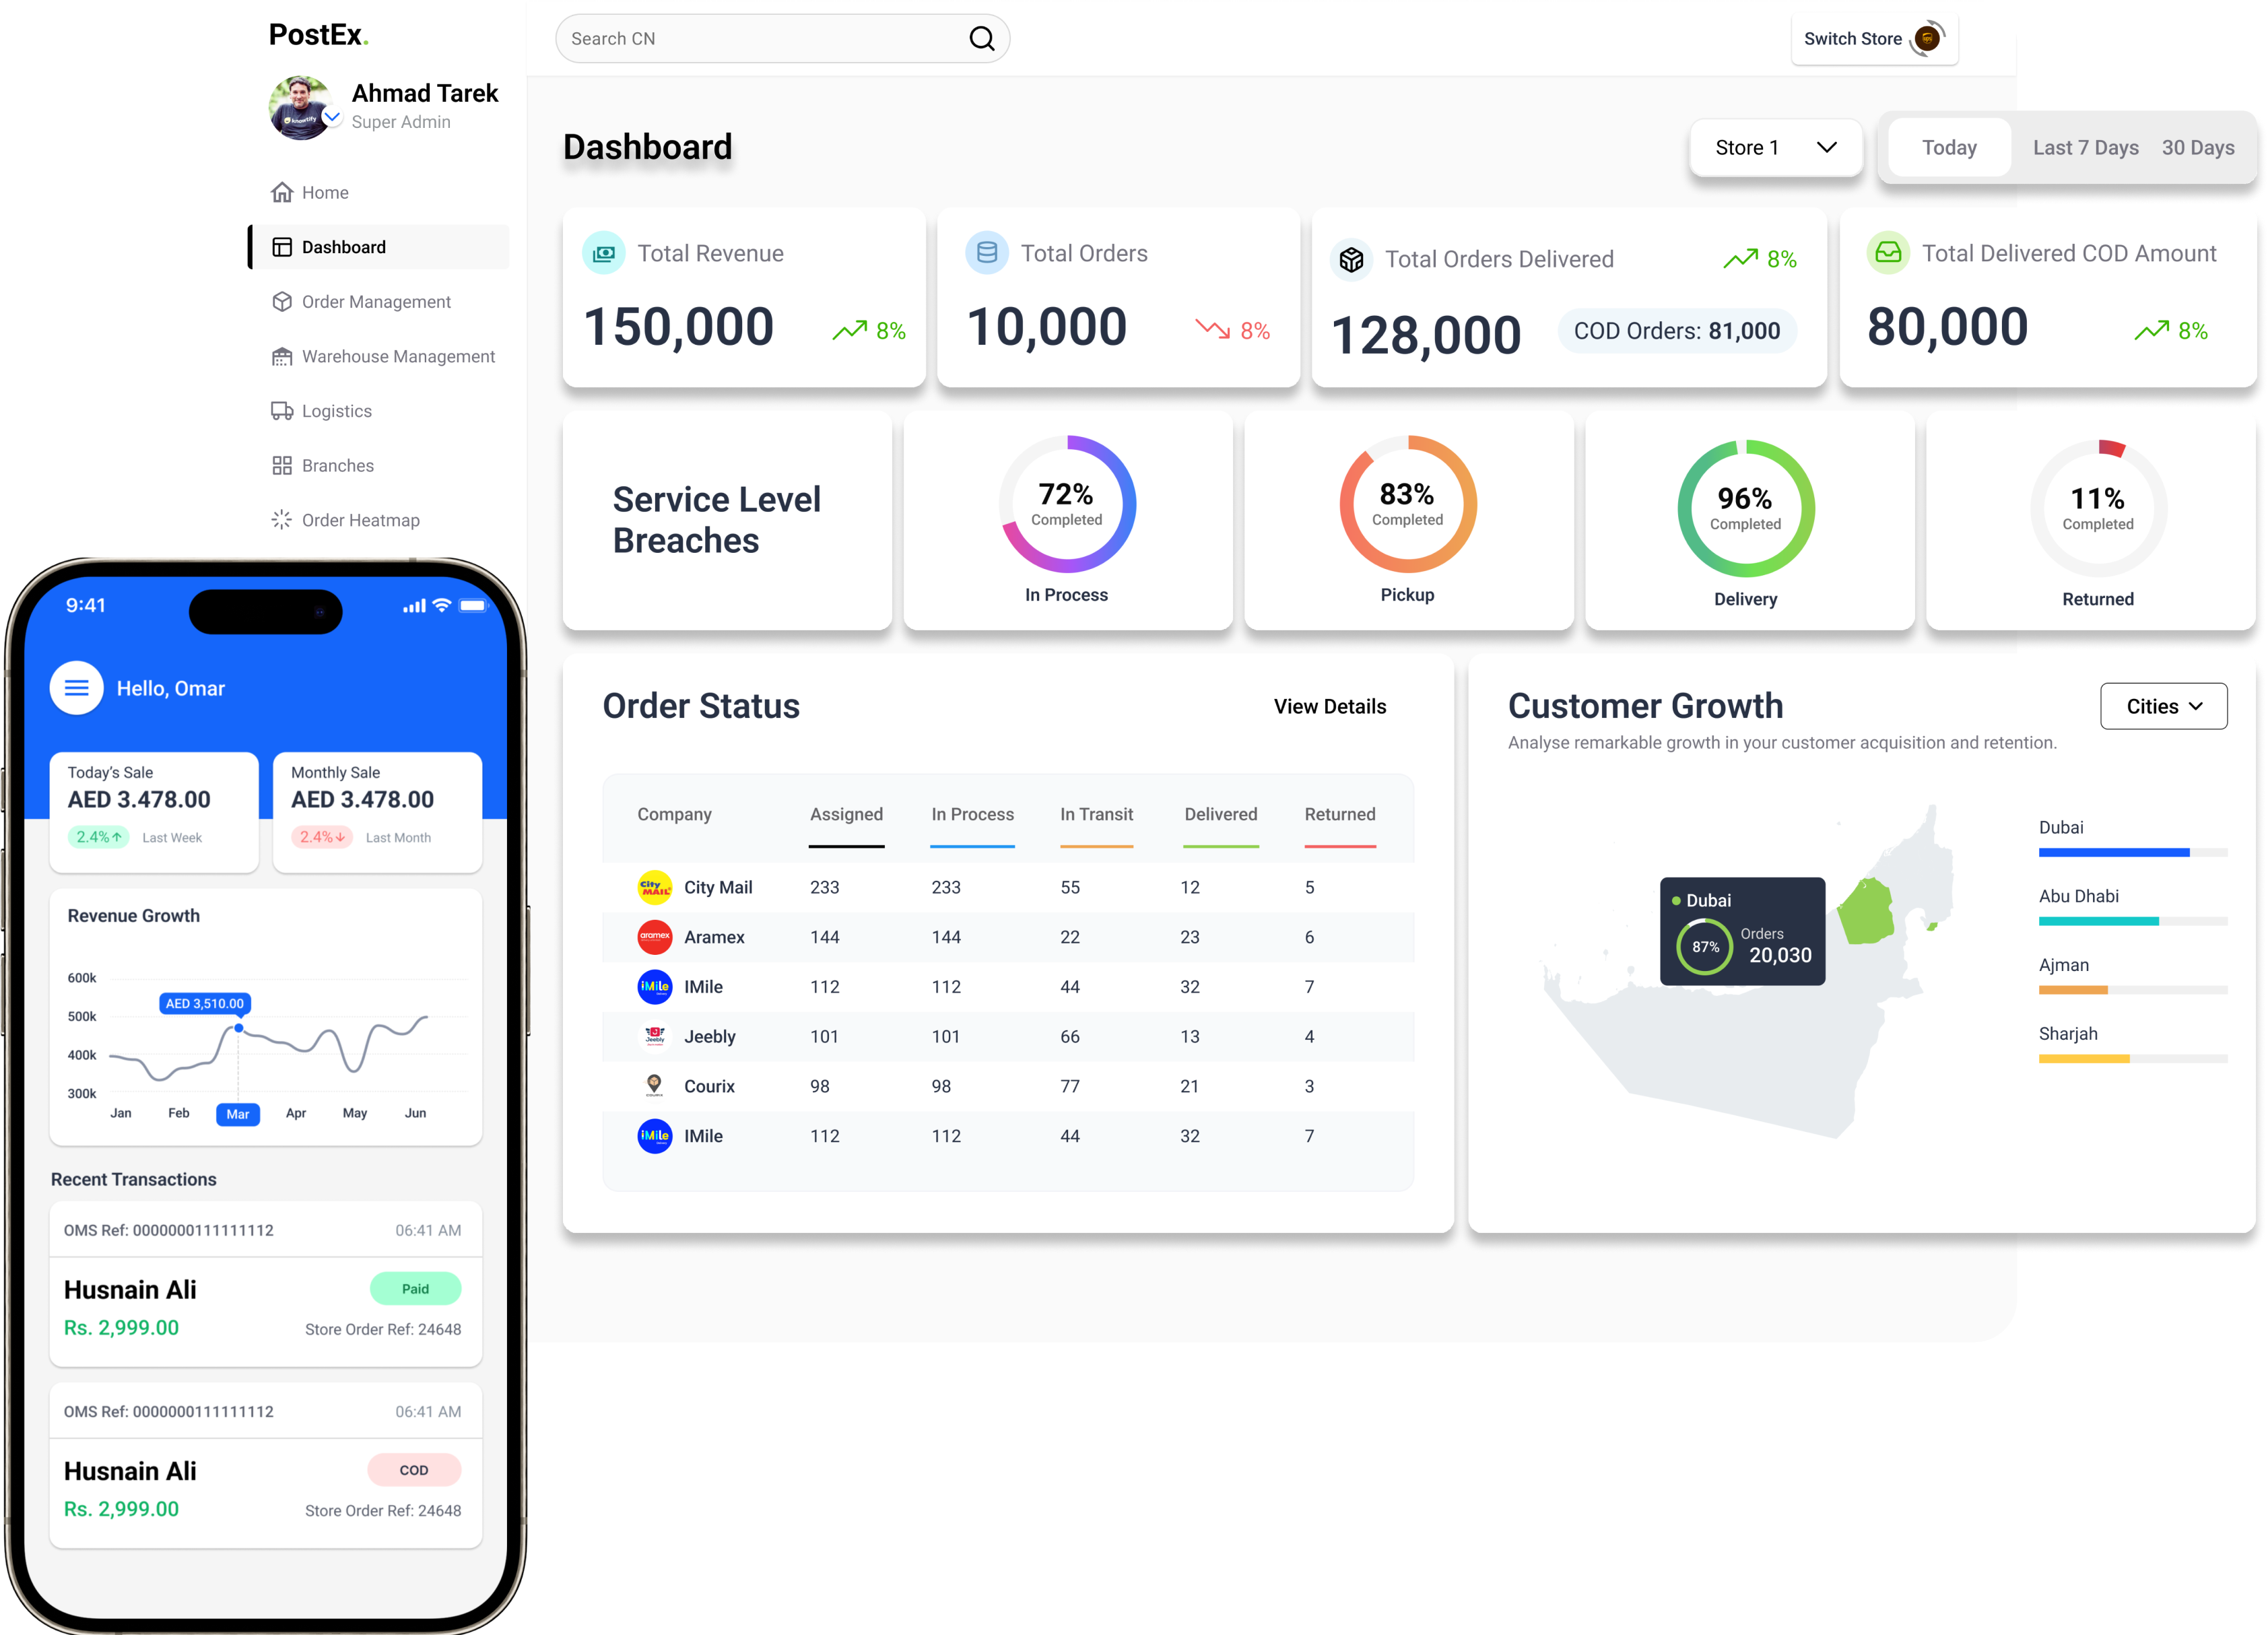 PostEx.
Ahmad Tarek
Super Admin
Home
Dashboard
Order Management
Warehouse Management
Logistics
Branches
Order Heatmap
Search CN
Switch Store
Dashboard
Store 1
Today Last 7 Days 30 Days
Total Revenue
150,000 8%
Total Orders
10,000 8%
Total Orders Delivered 8%
128,000 COD Orders: 81,000
Total Delivered COD Amount
80,000 8%
Service Level
Breaches
72%
Completed
In Process
83%
Completed
Pickup
96%
Completed
Delivery
11%
Completed
Returned
Order Status View Details
Company Assigned In Process In Transit Delivered Returned
City MAIL City Mail 233 233 55 12 5
aramex Aramex 144 144 22 23 6
iMile IMile 112 112 44 32 7
Jeebly Jeebly 101 101 66 13 4
Courix 98 98 77 21 3
iMile IMile 112 112 44 32 7
Customer Growth Cities
Analyse remarkable growth in your customer acquisition and retention.
Dubai
87%
Orders
20,030
Dubai
Abu Dhabi
Ajman
Sharjah
9:41
Hello, Omar
Today's Sale
AED 3.478.00
2.4% Last Week
Monthly Sale
AED 3.478.00
2.4% Last Month
Revenue Growth
600k
AED 3,510.00
500k
400k
300k
Jan Feb Mar Apr May Jun
Recent Transactions
OMS Ref: 0000000111111112 06:41 AM
Husnain Ali Paid
Rs. 2,999.00 Store Order Ref: 24648
OMS Ref: 0000000111111112 06:41 AM
Husnain Ali COD
Rs. 2,999.00 Store Order Ref: 24648